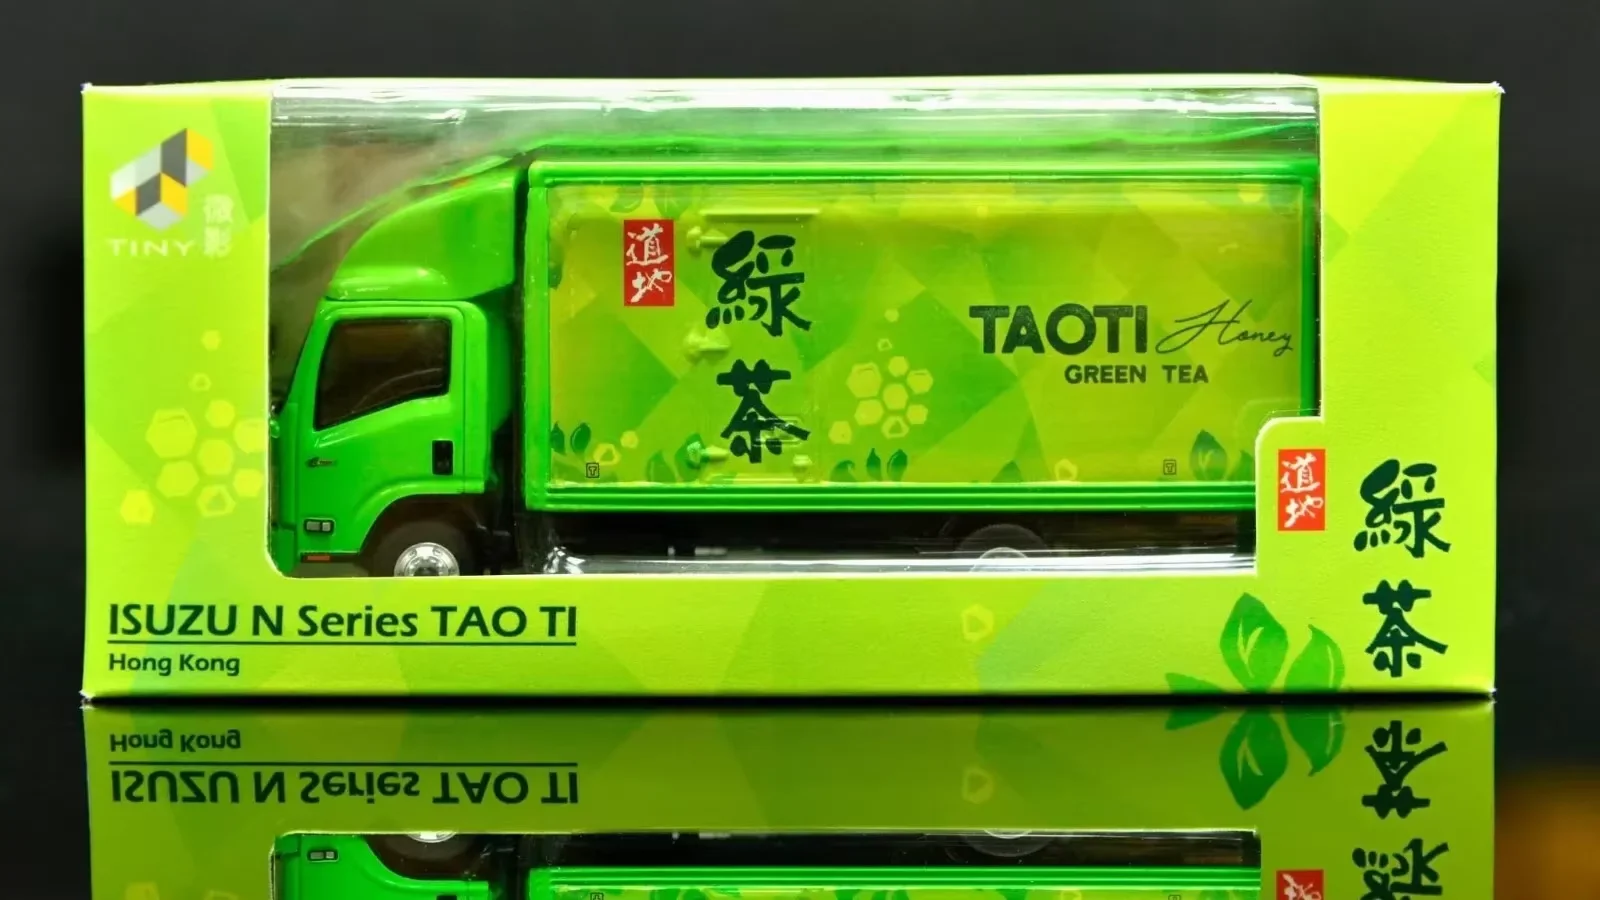 TINY 微影
道地
綠茶
TAOTI Honey
GREEN TEA
道地
綠茶
ISUZU N Series TAO TI
Hong Kong